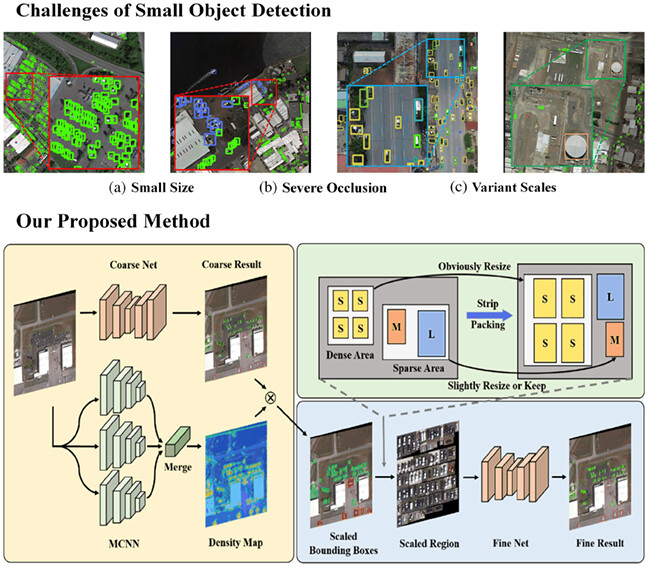 Challenges of Small Object Detection
(a) Small Size
(b) Severe Occlusion
(c) Variant Scales
Our Proposed Method
Coarse Net
Coarse Result
MCNN
Merge
Density Map
Obviously Resize
S
S
S
S
Dense Area
M
L
Sparse Area
Strip
Packing
S
S
S
S
L
M
Slightly Resize or Keep
Scaled
Bounding Boxes
Scaled Region
Fine Net
Fine Result